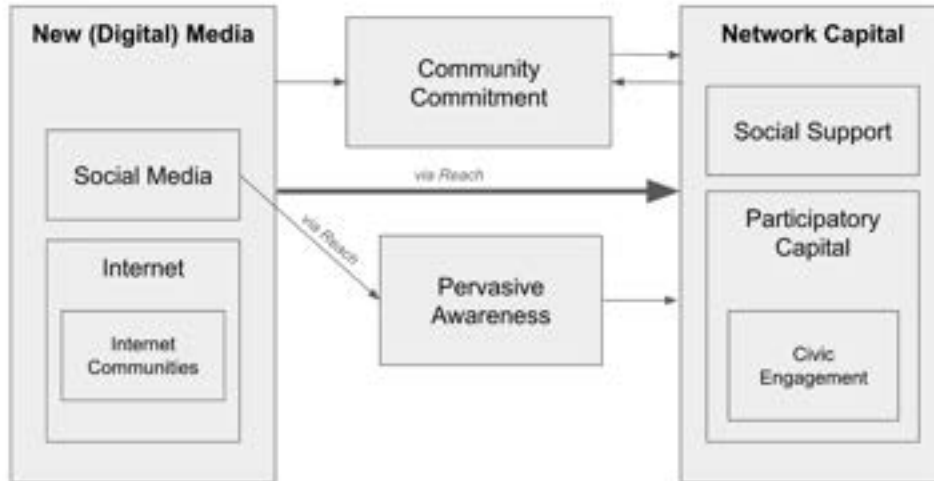 New (Digital) Media
Social Media
Internet
Internet
Communities
Community
Commitment
via Reach
via Reach
Pervasive
Awareness
Network Capital
Social Support
Participatory
Capital
Civic
Engagement